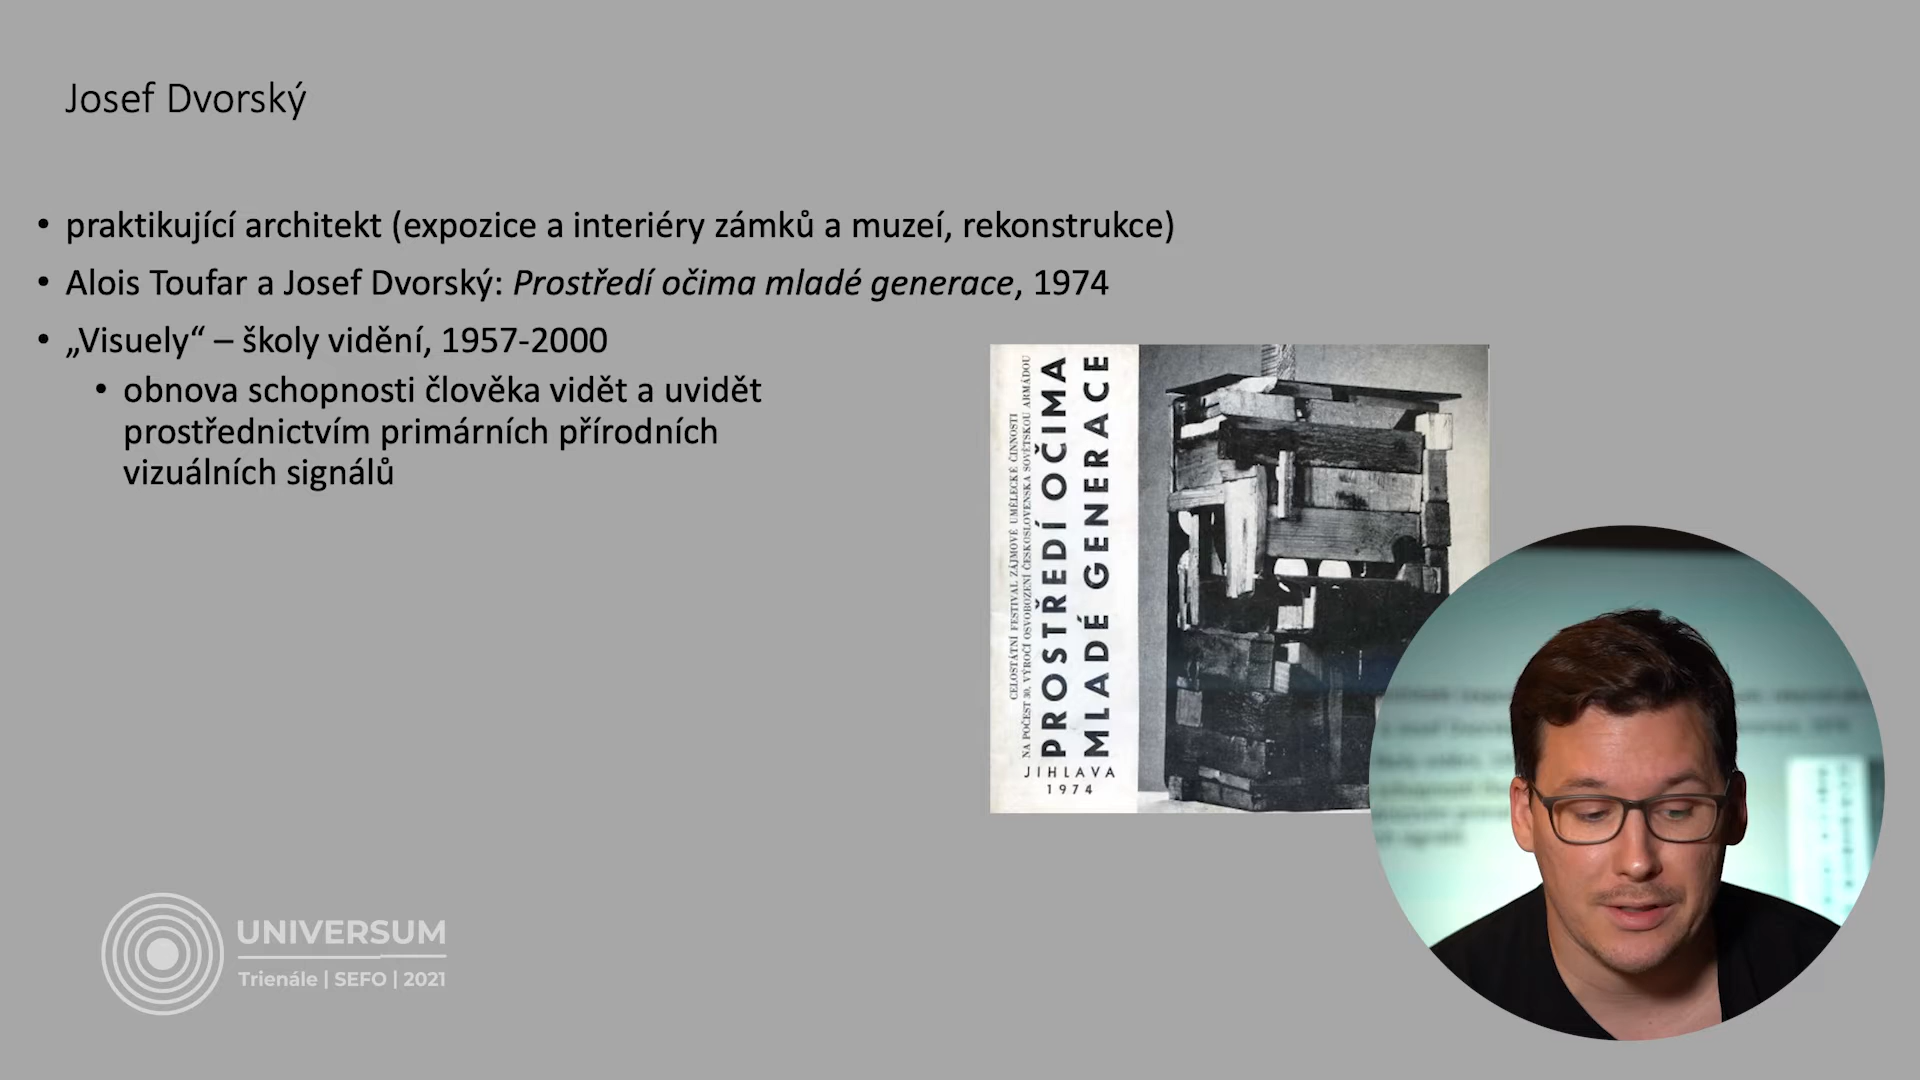 Josef Dvorský
• praktikující architekt (expozice a interiéry zámků a muzeí, rekonstrukce)
• Alois Toufar a Josef Dvorský: Prostředí očima mladé generace, 1974
• „Visuely“ – školy vidění, 1957-2000
• obnova schopnosti člověka vidět a uvidět
prostřednictvím primárních přírodních
vizuálních signálů
CELOSTÁTNÍ FESTIVAL ZÁJMOVÉ UMĚLECKÉ ČINNOSTI
NA POČEST 30. VÝROČÍ OSVOBOZENÍ ČESKOSLOVENSKA SOVĚTSKOU ARMÁDOU
PROSTŘEDÍ OČIMA
MLADÉ GENERACE
JIHLAVA
1974
UNIVERSUM
Trienále | SEFO | 2021